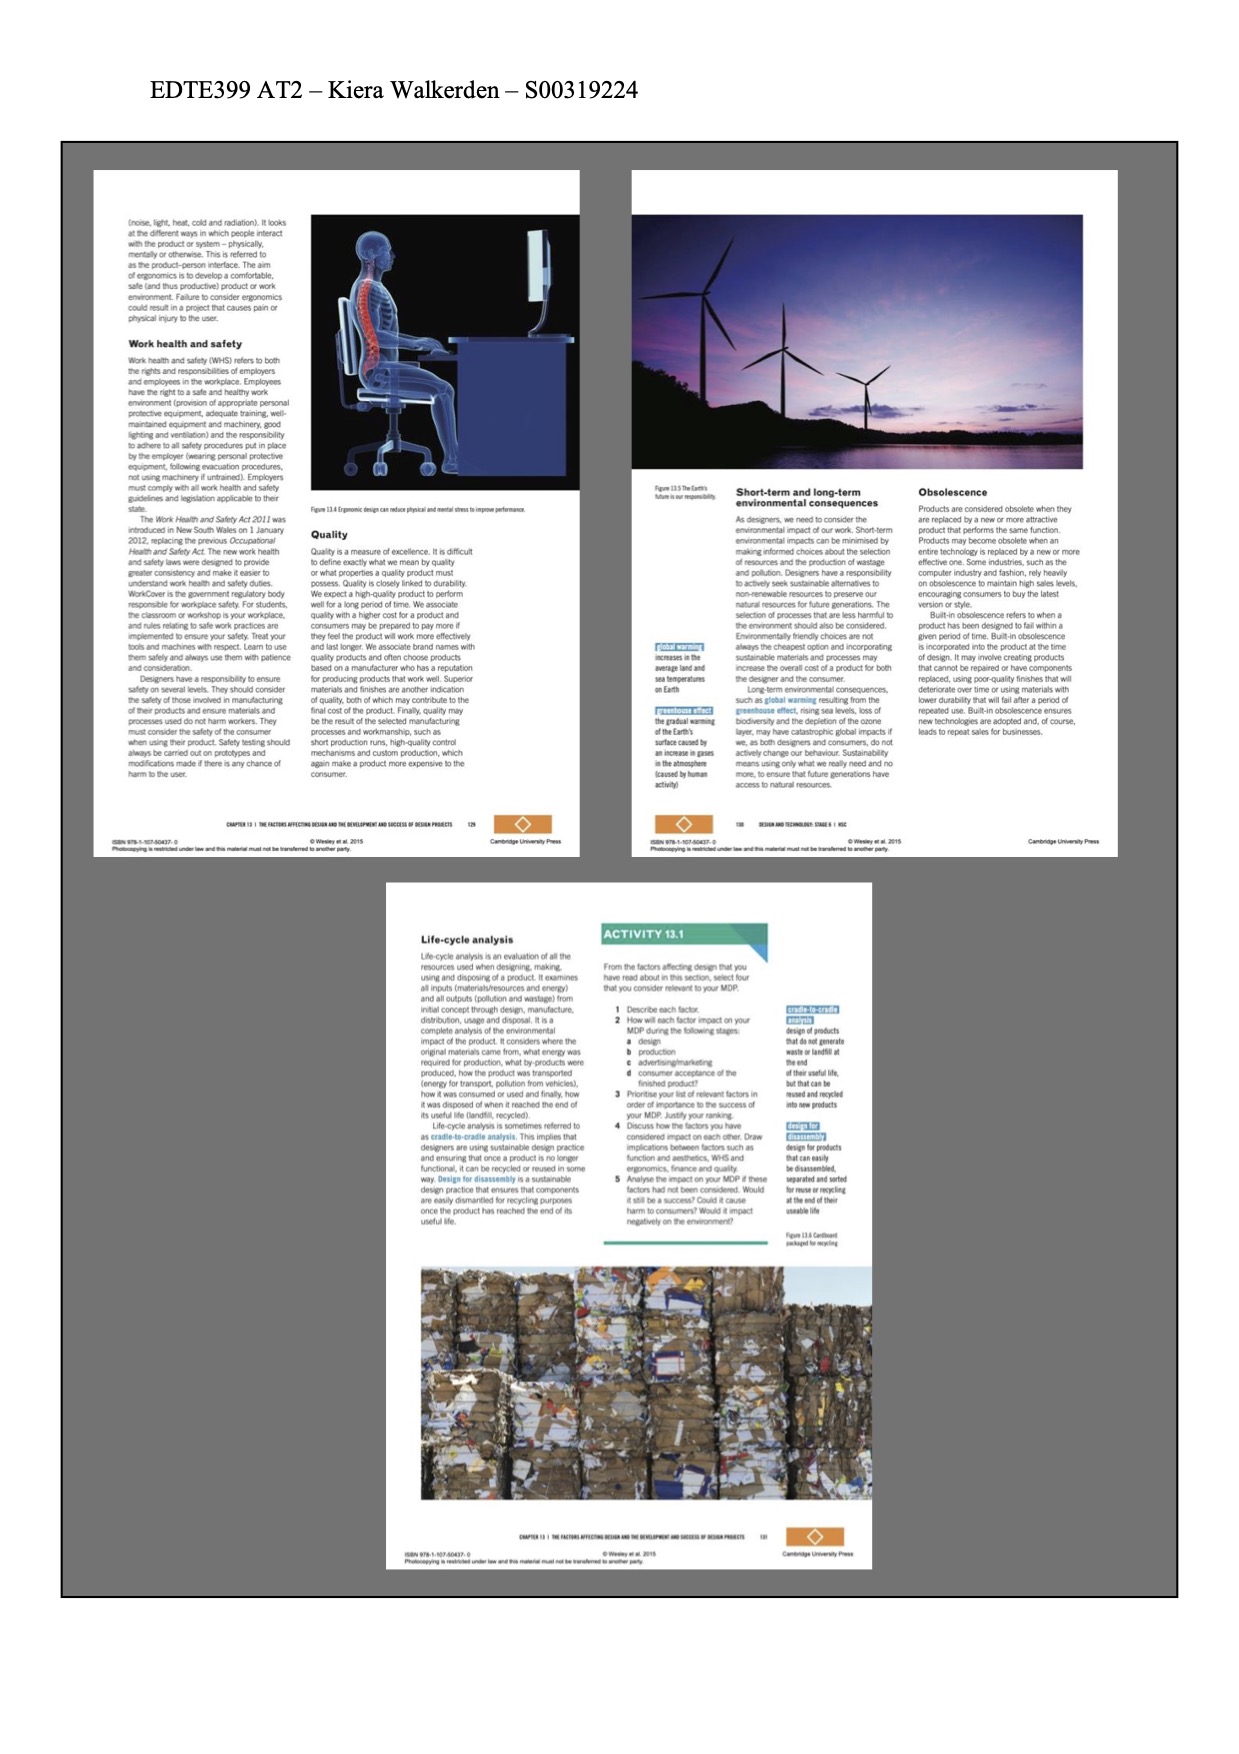 EDTE399 AT2 – Kiera Walkerden – S00319224
(noise, light, heat, cold and radiation). It looks
at the different ways in which people interact
with the product or system – physically,
mentally or otherwise. This is referred to
as the product–person interface. The aim
of ergonomics is to develop a comfortable,
safe (and thus productive) product or work
environment. Failure to consider ergonomics
could result in a project that causes pain or
physical injury to the user.
Work health and safety
Work health and safety (WHS) refers to both
the rights and responsibilities of employers
and employees in the workplace. Employees
have the right to a safe and healthy work
environment (provision of appropriate personal
protective equipment, adequate training, well-
maintained equipment and machinery, good
lighting and ventilation) and the responsibility
to adhere to all safety procedures put in place
by the employer (wearing personal protective
equipment, following evacuation procedures,
not using machinery if untrained). Employers
must comply with all work health and safety
guidelines and legislation applicable to their
state.
The Work Health and Safety Act 2011 was
introduced in New South Wales on 1 January
2012, replacing the previous Occupational
Health and Safety Act. The new work health
and safety laws were designed to provide
greater consistency and make it easier to
understand work health and safety duties.
WorkCover is the government regulatory body
responsible for workplace safety. For students,
the classroom or workshop is your workplace,
and rules relating to safe work practices are
implemented to ensure your safety. Treat your
tools and machines with respect. Learn to use
them safely and always use them with patience
and consideration.
Designers have a responsibility to ensure
safety on several levels. They should consider
the safety of those involved in manufacturing
of their products and ensure materials and
processes used do not harm workers. They
must consider the safety of the consumer
when using their product. Safety testing should
always be carried out on prototypes and
modifications made if there is any chance of
harm to the user.
Figure 13.4 Ergonomic design can reduce physical and mental stress to improve performance.
Quality
Quality is a measure of excellence. It is difficult
to define exactly what we mean by quality
or what properties a quality product must
possess. Quality is closely linked to durability.
We expect a high-quality product to perform
well for a long period of time. We associate
quality with a higher cost for a product and
consumers may be prepared to pay more if
they feel the product will work more effectively
and last longer. We associate brand names with
quality products and often choose products
based on a manufacturer who has a reputation
for producing products that work well. Superior
materials and finishes are another indication
of quality, both of which may contribute to the
final cost of the product. Finally, quality may
be the result of the selected manufacturing
processes and workmanship, such as
short production runs, high-quality control
mechanisms and custom production, which
again make a product more expensive to the
consumer.
CHAPTER 13 | THE FACTORS AFFECTING DESIGN AND THE DEVELOPMENT AND SUCCESS OF DESIGN PROJECTS 129
ISBN 978-1-107-50437-0 © Wesley et al. 2015 Cambridge University Press
Photocopying is restricted under law and this material must not be transferred to another party.
Figure 13.5 The Earth's
future is our responsibility.
global warming
increases in the
average land and
sea temperatures
on Earth
greenhouse effect
the gradual warming
of the Earth's
surface caused by
an increase in gases
in the atmosphere
(caused by human
activity)
Short-term and long-term
environmental consequences
As designers, we need to consider the
environmental impact of our work. Short-term
environmental impacts can be minimised by
making informed choices about the selection
of resources and the production of wastage
and pollution. Designers have a responsibility
to actively seek sustainable alternatives to
non-renewable resources to preserve our
natural resources for future generations. The
selection of processes that are less harmful to
the environment should also be considered.
Environmentally friendly choices are not
always the cheapest option and incorporating
sustainable materials and processes may
increase the overall cost of a product for both
the designer and the consumer.
Long-term environmental consequences,
such as global warming resulting from the
greenhouse effect, rising sea levels, loss of
biodiversity and the depletion of the ozone
layer, may have catastrophic global impacts if
we, as both designers and consumers, do not
actively change our behaviour. Sustainability
means using only what we really need and no
more, to ensure that future generations have
access to natural resources.
Obsolescence
Products are considered obsolete when they
are replaced by a new or more attractive
product that performs the same function.
Products may become obsolete when an
entire technology is replaced by a new or more
effective one. Some industries, such as the
computer industry and fashion, rely heavily
on obsolescence to maintain high sales levels,
encouraging consumers to buy the latest
version or style.
Built-in obsolescence refers to when a
product has been designed to fail within a
given period of time. Built-in obsolescence
is incorporated into the product at the time
of design. It may involve creating products
that cannot be repaired or have components
replaced, using poor-quality finishes that will
deteriorate over time or using materials with
lower durability that will fail after a period of
repeated use. Built-in obsolescence ensures
new technologies are adopted and, of course,
leads to repeat sales for businesses.
130 DESIGN AND TECHNOLOGY: STAGE 6 | HSC
ISBN 978-1-107-50437-0 © Wesley et al. 2015 Cambridge University Press
Photocopying is restricted under law and this material must not be transferred to another party.
Life-cycle analysis
Life-cycle analysis is an evaluation of all the
resources used when designing, making,
using and disposing of a product. It examines
all inputs (materials/resources and energy)
and all outputs (pollution and wastage) from
initial concept through design, manufacture,
distribution, usage and disposal. It is a
complete analysis of the environmental
impact of the product. It considers where the
original materials came from, what energy was
required for production, what by-products were
produced, how the product was transported
(energy for transport, pollution from vehicles),
how it was consumed or used and finally, how
it was disposed of when it reached the end of
its useful life (landfill, recycled).
Life-cycle analysis is sometimes referred to
as cradle-to-cradle analysis. This implies that
designers are using sustainable design practice
and ensuring that once a product is no longer
functional, it can be recycled or reused in some
way. Design for disassembly is a sustainable
design practice that ensures that components
are easily dismantled for recycling purposes
once the product has reached the end of its
useful life.
ACTIVITY 13.1
From the factors affecting design that you
have read about in this section, select four
that you consider relevant to your MDP.
1 Describe each factor.
2 How will each factor impact on your
MDP during the following stages:
a design
b production
c advertising/marketing
d consumer acceptance of the
finished product?
3 Prioritise your list of relevant factors in
order of importance to the success of
your MDP. Justify your ranking.
4 Discuss how the factors you have
considered impact on each other. Draw
implications between factors such as
function and aesthetics, WHS and
ergonomics, finance and quality.
5 Analyse the impact on your MDP if these
factors had not been considered. Would
it still be a success? Could it cause
harm to consumers? Would it impact
negatively on the environment?
cradle-to-cradle
analysis
design of products
that do not generate
waste or landfill at
the end
of their useful life,
but that can be
reused and recycled
into new products
design for
disassembly
design for products
that can easily
be disassembled,
separated and sorted
for reuse or recycling
at the end of their
useable life
Figure 13.6 Cardboard
packaged for recycling
CHAPTER 13 | THE FACTORS AFFECTING DESIGN AND THE DEVELOPMENT AND SUCCESS OF DESIGN PROJECTS 131
ISBN 978-1-107-50437-0 © Wesley et al. 2015 Cambridge University Press
Photocopying is restricted under law and this material must not be transferred to another party.